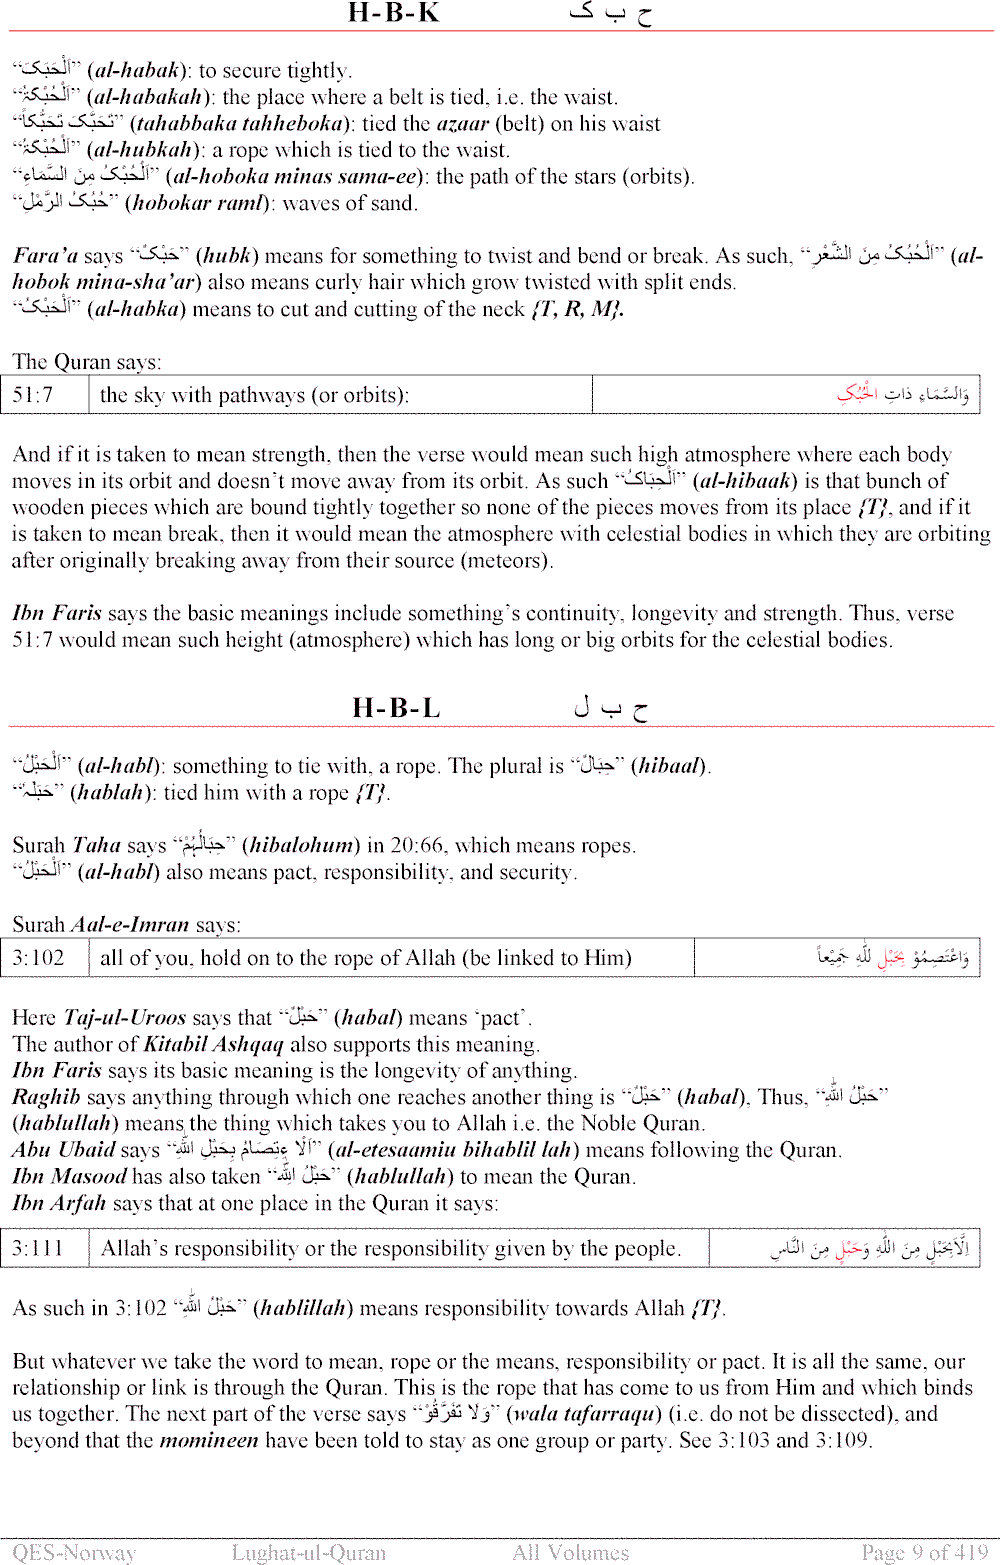 H-B-K ح ب ک
“اَلْحَبَکَ” (al-habak): to secure tightly.
“اَلْحُبْکَۃُ” (al-habakah): the place where a belt is tied, i.e. the waist.
“تَحَبَّکَ تَحَبُّکاً” (tahabbaka tahheboka): tied the azaar (belt) on his waist
“اَلْحُبْکَۃُ” (al-hubkah): a rope which is tied to the waist.
“اَلْحُبُکُ مِنَ السَّمَاءِ” (al-hoboka minas sama-ee): the path of the stars (orbits).
“حُبُکُ الرَّمْلِ” (hobokar raml): waves of sand.
Fara’a says “حَبْکٌ” (hubk) means for something to twist and bend or break. As such, “اَلْحُبُکُ مِنَ الشَّعْرِ” (al-
hobok mina-sha’ar) also means curly hair which grow twisted with split ends.
“اَلْحَبْکُ” (al-habka) means to cut and cutting of the neck {T, R, M}.
The Quran says:
51:7 the sky with pathways (or orbits): وَالسَّمَاءِ ذَاتِ الْحُبُکِ
And if it is taken to mean strength, then the verse would mean such high atmosphere where each body
moves in its orbit and doesn’t move away from its orbit. As such “اَلْحِبَاکُ” (al-hibaak) is that bunch of
wooden pieces which are bound tightly together so none of the pieces moves from its place {T}, and if it
is taken to mean break, then it would mean the atmosphere with celestial bodies in which they are orbiting
after originally breaking away from their source (meteors).
Ibn Faris says the basic meanings include something’s continuity, longevity and strength. Thus, verse
51:7 would mean such height (atmosphere) which has long or big orbits for the celestial bodies.
H-B-L ح ب ل
“اَلْحَبْلُ” (al-habl): something to tie with, a rope. The plural is “حِبَالٌ” (hibaal).
“حَبَلَہٗ” (hablah): tied him with a rope {T}.
Surah Taha says “حِبَالُہُمْ” (hibalohum) in 20:66, which means ropes.
“اَلْحَبْلُ” (al-habl) also means pact, responsibility, and security.
Surah Aal-e-Imran says:
3:102 all of you, hold on to the rope of Allah (be linked to Him) وَاعْتَصِمُوْ بِحَبْلِ للّٰہِ جَمِیْعاً
Here Taj-ul-Uroos says that “حَبْلٌ” (habal) means ‘pact’.
The author of Kitabil Ashqaq also supports this meaning.
Ibn Faris says its basic meaning is the longevity of anything.
Raghib says anything through which one reaches another thing is “حَبْلٌ” (habal), Thus, “حَبْلُ اللّٰہِ”
(hablullah) means the thing which takes you to Allah i.e. the Noble Quran.
Abu Ubaid says “اَلْاِعْتِصَامُ بِحَبْلِ اللّٰہِ” (al-etesaamiu bihablil lah) means following the Quran.
Ibn Masood has also taken “حَبْلُ اللّٰہِ” (hablullah) to mean the Quran.
Ibn Arfah says that at one place in the Quran it says:
3:111 Allah’s responsibility or the responsibility given by the people. اِلَّابِحَبْلٍ مِنَ اللّٰہِ وَحَبْلٍ مِنَ النَّاسِ
As such in 3:102 “حَبْلُ اللّٰہِ” (hablillah) means responsibility towards Allah {T}.
But whatever we take the word to mean, rope or the means, responsibility or pact. It is all the same, our
relationship or link is through the Quran. This is the rope that has come to us from Him and which binds
us together. The next part of the verse says “وَلَا تَفَرَّقُوْ” (wala tafarraqu) (i.e. do not be dissected), and
beyond that the momineen have been told to stay as one group or party. See 3:103 and 3:109.
QES-Norway Lughat-ul-Quran All Volumes Page 9 of 419